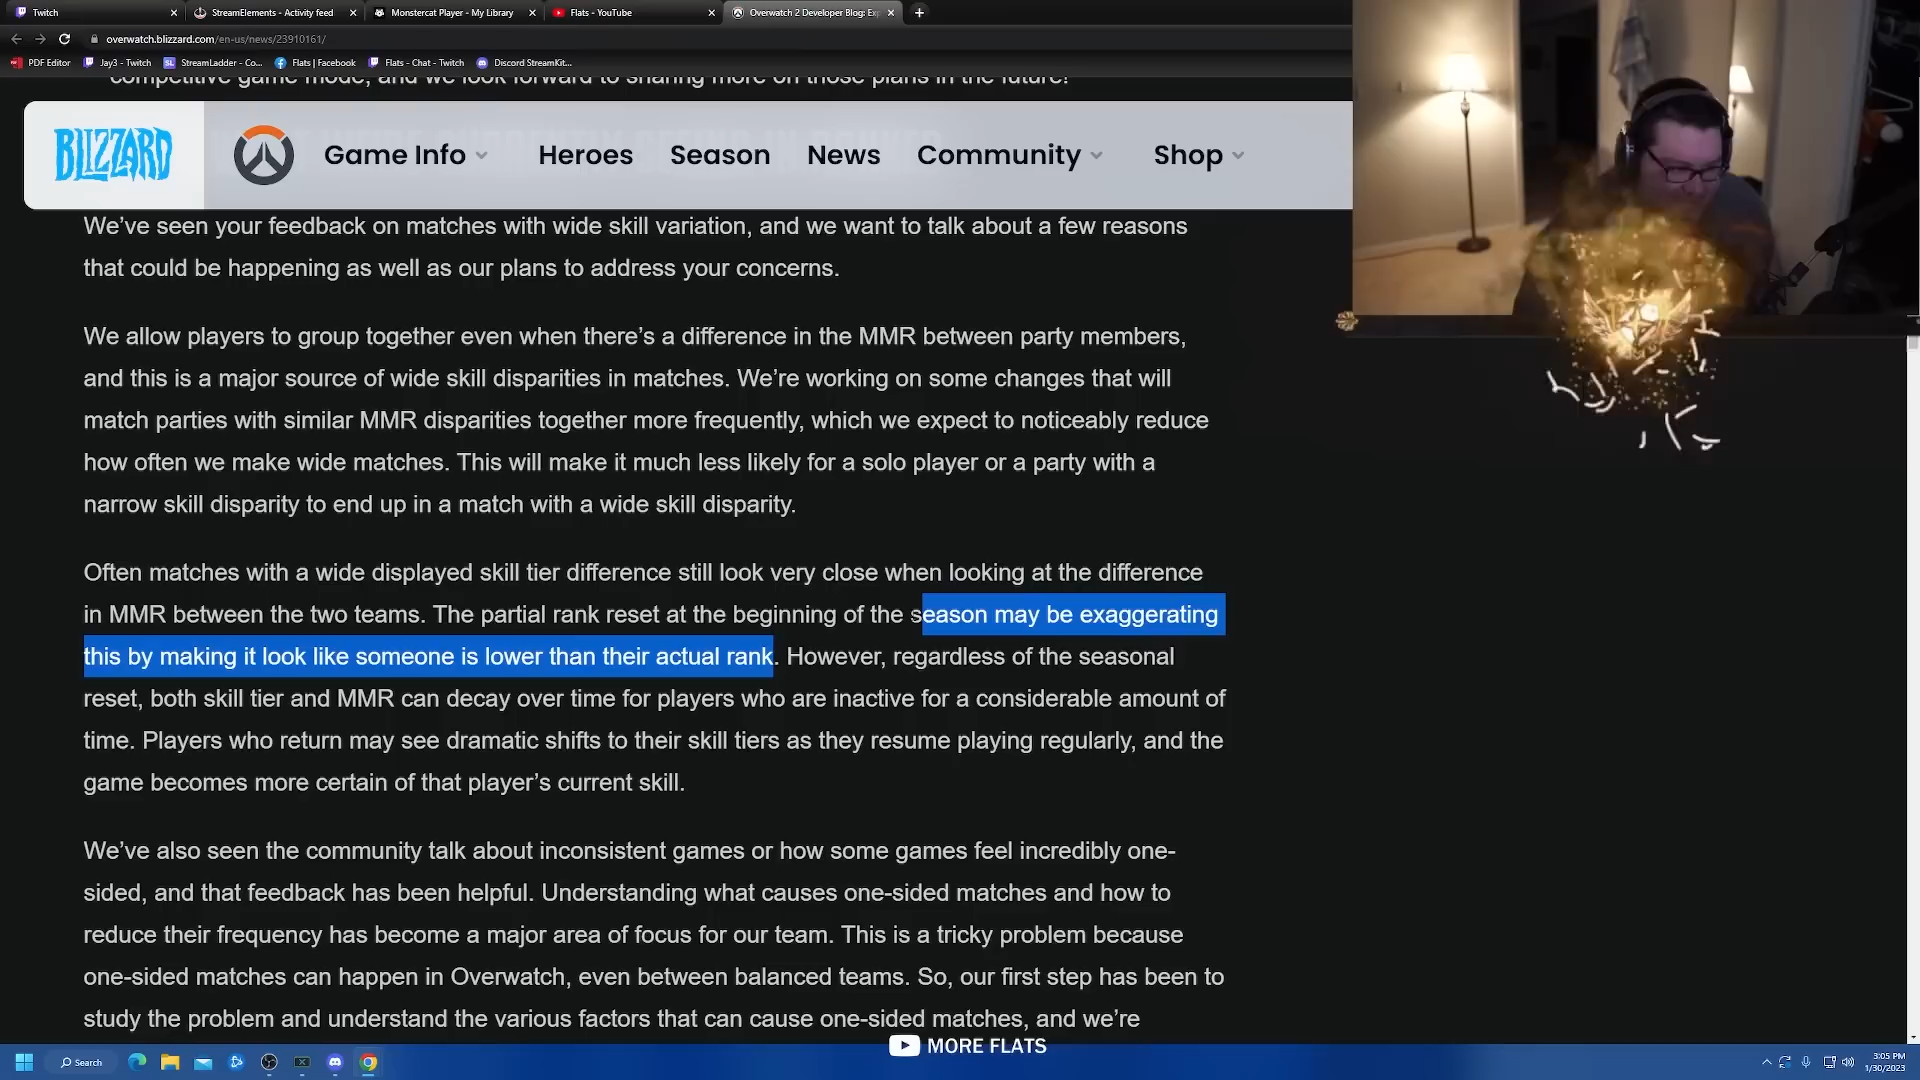 Twitch
StreamElements - Activity feed
Monstercat Player - My Library
Flats - YouTube
Overwatch 2 Developer Blog: Exp
overwatch.blizzard.com/en-us/news/23910161/
PDF Editor
Jay3 - Twitch
StreamLadder - Co...
Flats | Facebook
Flats - Chat - Twitch
Discord StreamKit...
competitive game mode, and we look forward to sharing more on those plans in the future!
BLIZZARD
Game Info
Heroes
Season
News
Community
Shop
We’ve seen your feedback on matches with wide skill variation, and we want to talk about a few reasons
that could be happening as well as our plans to address your concerns.
We allow players to group together even when there’s a difference in the MMR between party members,
and this is a major source of wide skill disparities in matches. We’re working on some changes that will
match parties with similar MMR disparities together more frequently, which we expect to noticeably reduce
how often we make wide matches. This will make it much less likely for a solo player or a party with a
narrow skill disparity to end up in a match with a wide skill disparity.
Often matches with a wide displayed skill tier difference still look very close when looking at the difference
in MMR between the two teams. The partial rank reset at the beginning of the season may be exaggerating
this by making it look like someone is lower than their actual rank. However, regardless of the seasonal
reset, both skill tier and MMR can decay over time for players who are inactive for a considerable amount of
time. Players who return may see dramatic shifts to their skill tiers as they resume playing regularly, and the
game becomes more certain of that player’s current skill.
We’ve also seen the community talk about inconsistent games or how some games feel incredibly one-
sided, and that feedback has been helpful. Understanding what causes one-sided matches and how to
reduce their frequency has become a major area of focus for our team. This is a tricky problem because
one-sided matches can happen in Overwatch, even between balanced teams. So, our first step has been to
study the problem and understand the various factors that can cause one-sided matches, and we’re
MORE FLATS
Search
3:05 PM
1/30/2023